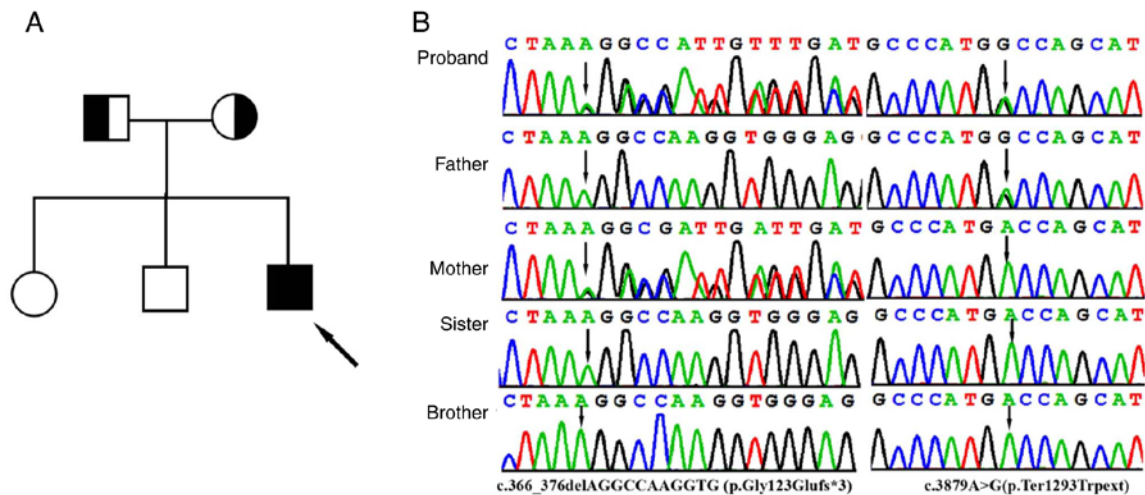 A
B
Proband
CTAAAGGCCATTGTTTGAT GCCCATGGCCAGCAT
Father
CTAAAGGCCAAGGTGGGAG GCCCATGGCCAGCAT
Mother
CTAAAGGCGATTGATTGAT GCCCATGACCAGCAT
Sister
CTAAAGGCCAAGGTGGGAG GCCCATGACCAGCAT
Brother
CTAAAGGCCAAGGTGGGAG GCCCATGACCAGCAT
c.366_376delAGGCCAAGGTG (p.Gly123Glufs*3) c.3879A>G(p.Ter1293Trpext)